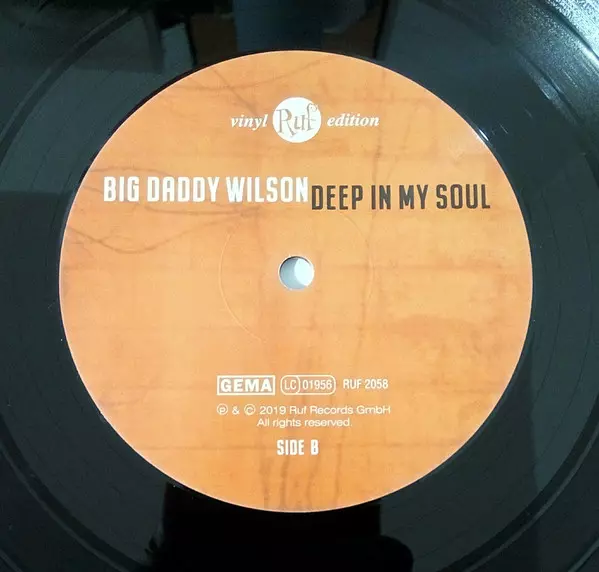 vinyl Ruf edition
BIG DADDY WILSON DEEP IN MY SOUL
GEMA LC 01956 RUF 2058
℗ & © 2019 Ruf Records GmbH
All rights reserved.
SIDE B